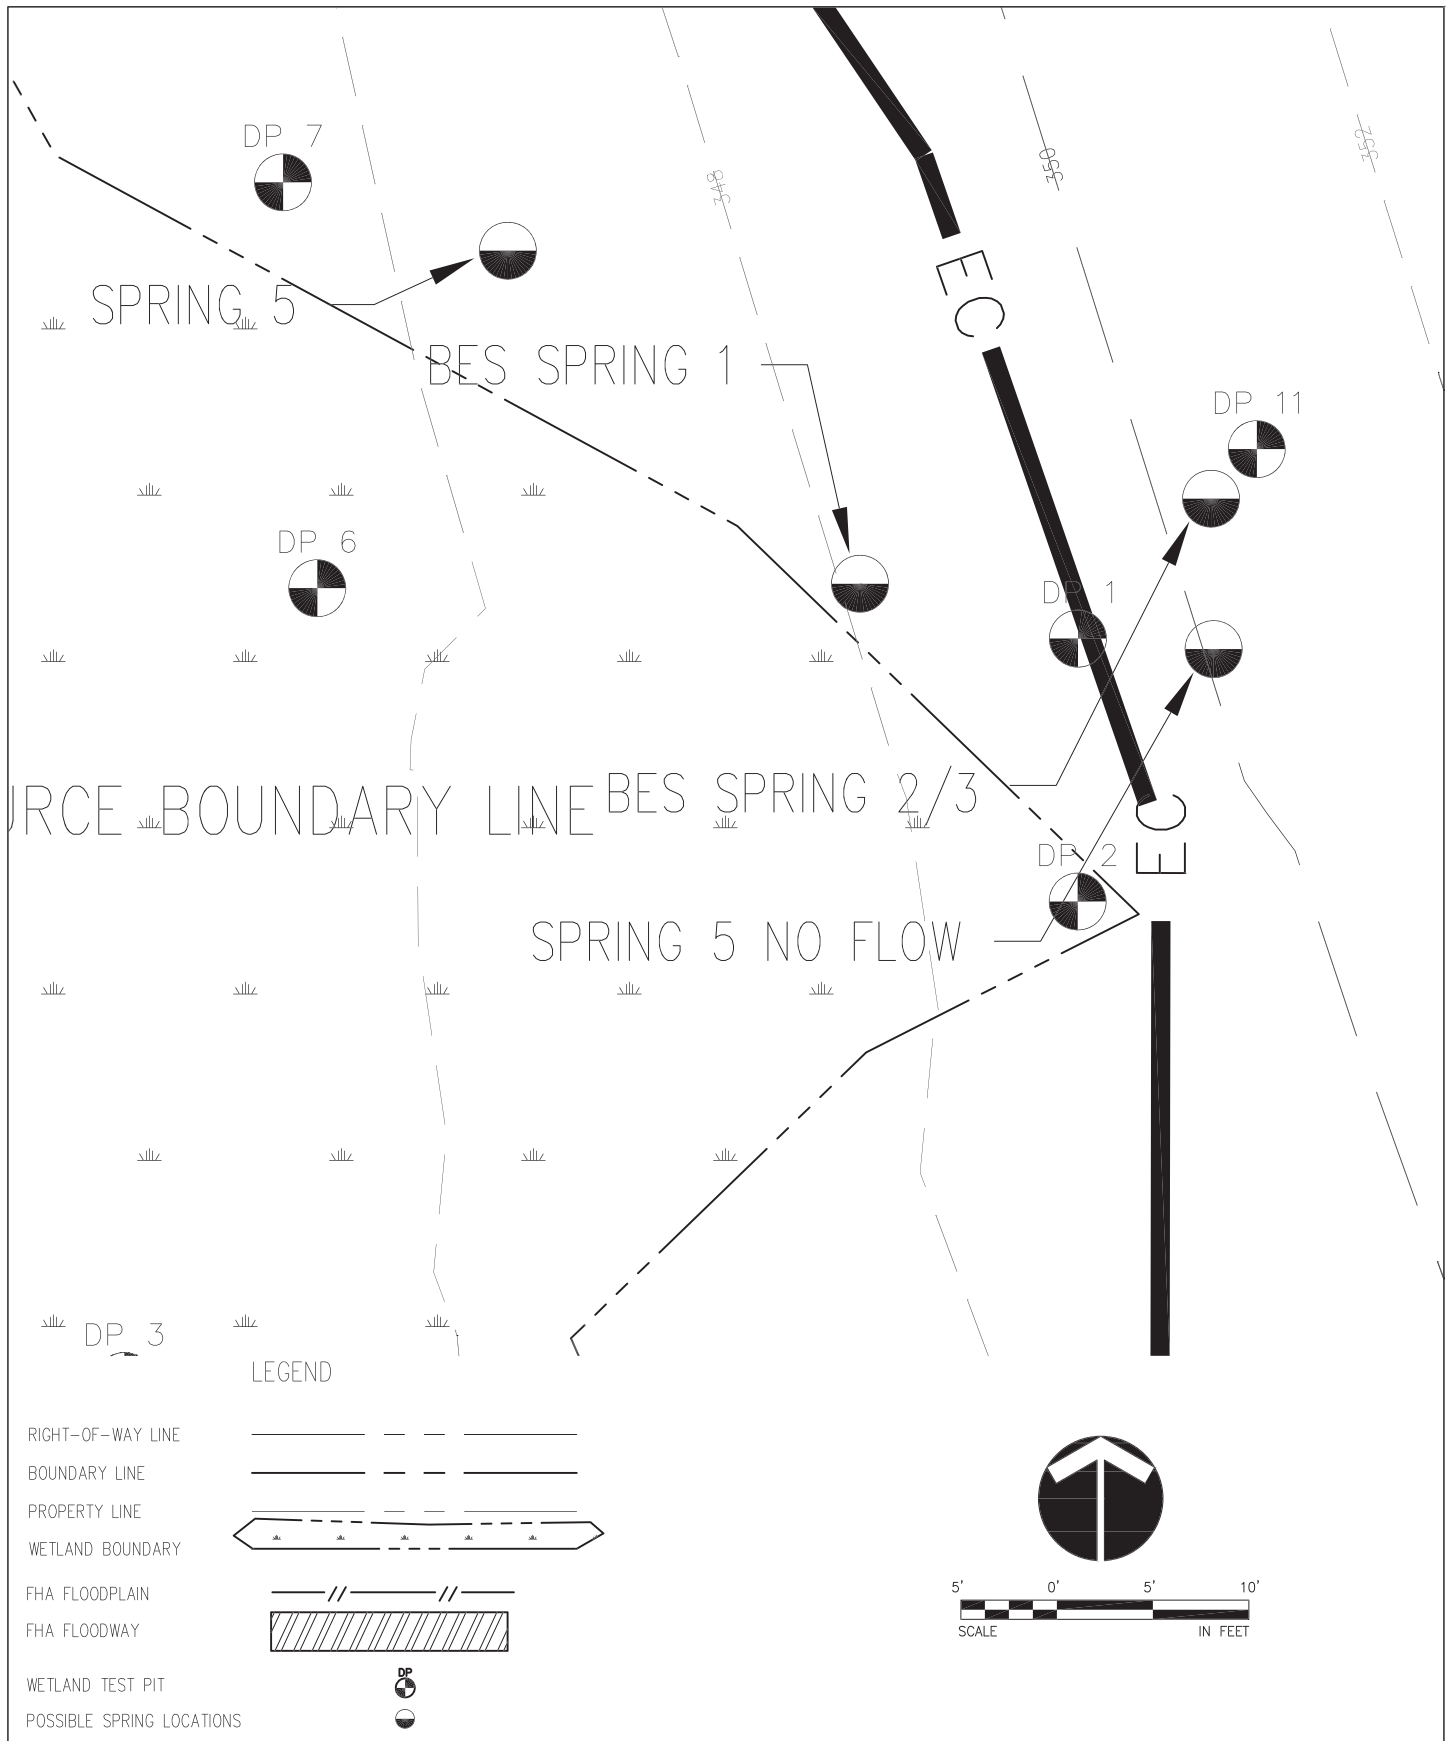 DP 7
348
350
352
EC
SPRING 5
BES SPRING 1
DP 11
DP 6
DP 1
URCE BOUNDARY LINE
BES SPRING 2/3
EC
DP 2
SPRING 5 NO FLOW
DP 3
LEGEND
RIGHT-OF-WAY LINE
BOUNDARY LINE
PROPERTY LINE
WETLAND BOUNDARY
FHA FLOODPLAIN
FHA FLOODWAY
WETLAND TEST PIT
DP
POSSIBLE SPRING LOCATIONS
5' 0' 5' 10'
SCALE IN FEET